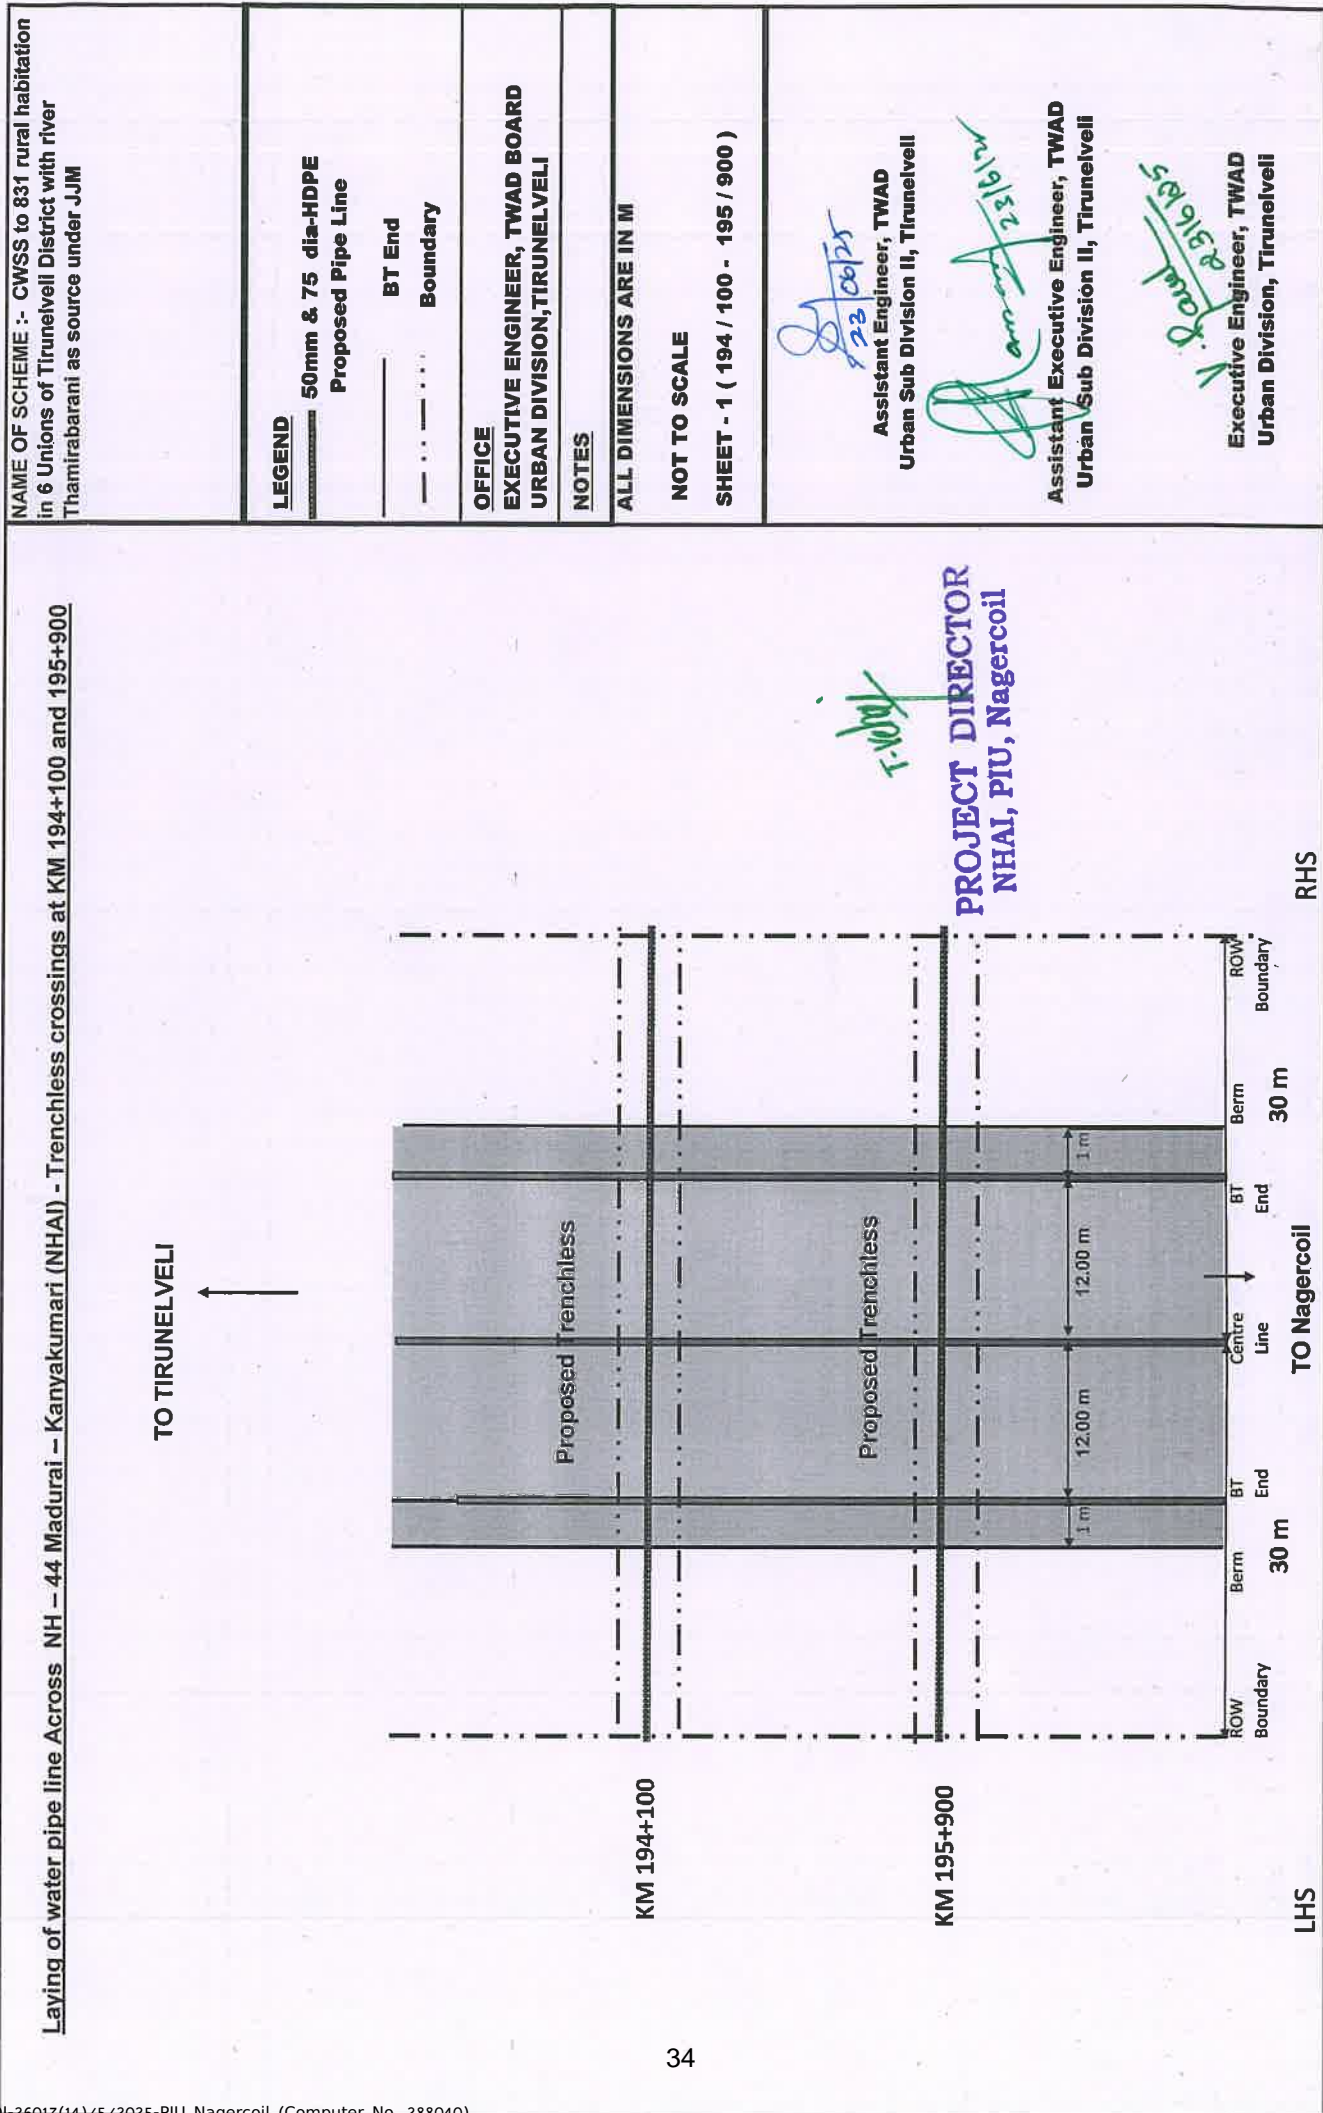 Laying of water pipe line Across NH – 44 Madurai – Kanyakumari (NHAI) - Trenchless crossings at KM 194+100 and 195+900
TO TIRUNELVELI
Proposed Trenchless
KM 194+100
Proposed Trenchless
KM 195+900
1 m
12.00 m
12.00 m
1 m
ROW
Boundary
Berm
BT
End
Centre
Line
BT
End
Berm
ROW
Boundary
30 m
30 m
LHS
TO Nagercoil
RHS
T.
PROJECT DIRECTOR
NHAI, PIU, Nagercoil
NAME OF SCHEME :- CWSS to 831 rural habitation
in 6 Unions of Tirunelveli District with river
Thamirabarani as source under JJM
LEGEND
50mm & 75 dia-HDPE
Proposed Pipe Line
BT End
Boundary
OFFICE
EXECUTIVE ENGINEER, TWAD BOARD
URBAN DIVISION,TIRUNELVELI
NOTES
ALL DIMENSIONS ARE IN M
NOT TO SCALE
SHEET - 1 ( 194 / 100 - 195 / 900 )
23/06/25
Assistant Engineer, TWAD
Urban Sub Division II, Tirunelveli
23/6/25
Assistant Executive Engineer, TWAD
Urban Sub Division II, Tirunelveli
23/6/25
Executive Engineer, TWAD
Urban Division, Tirunelveli
34